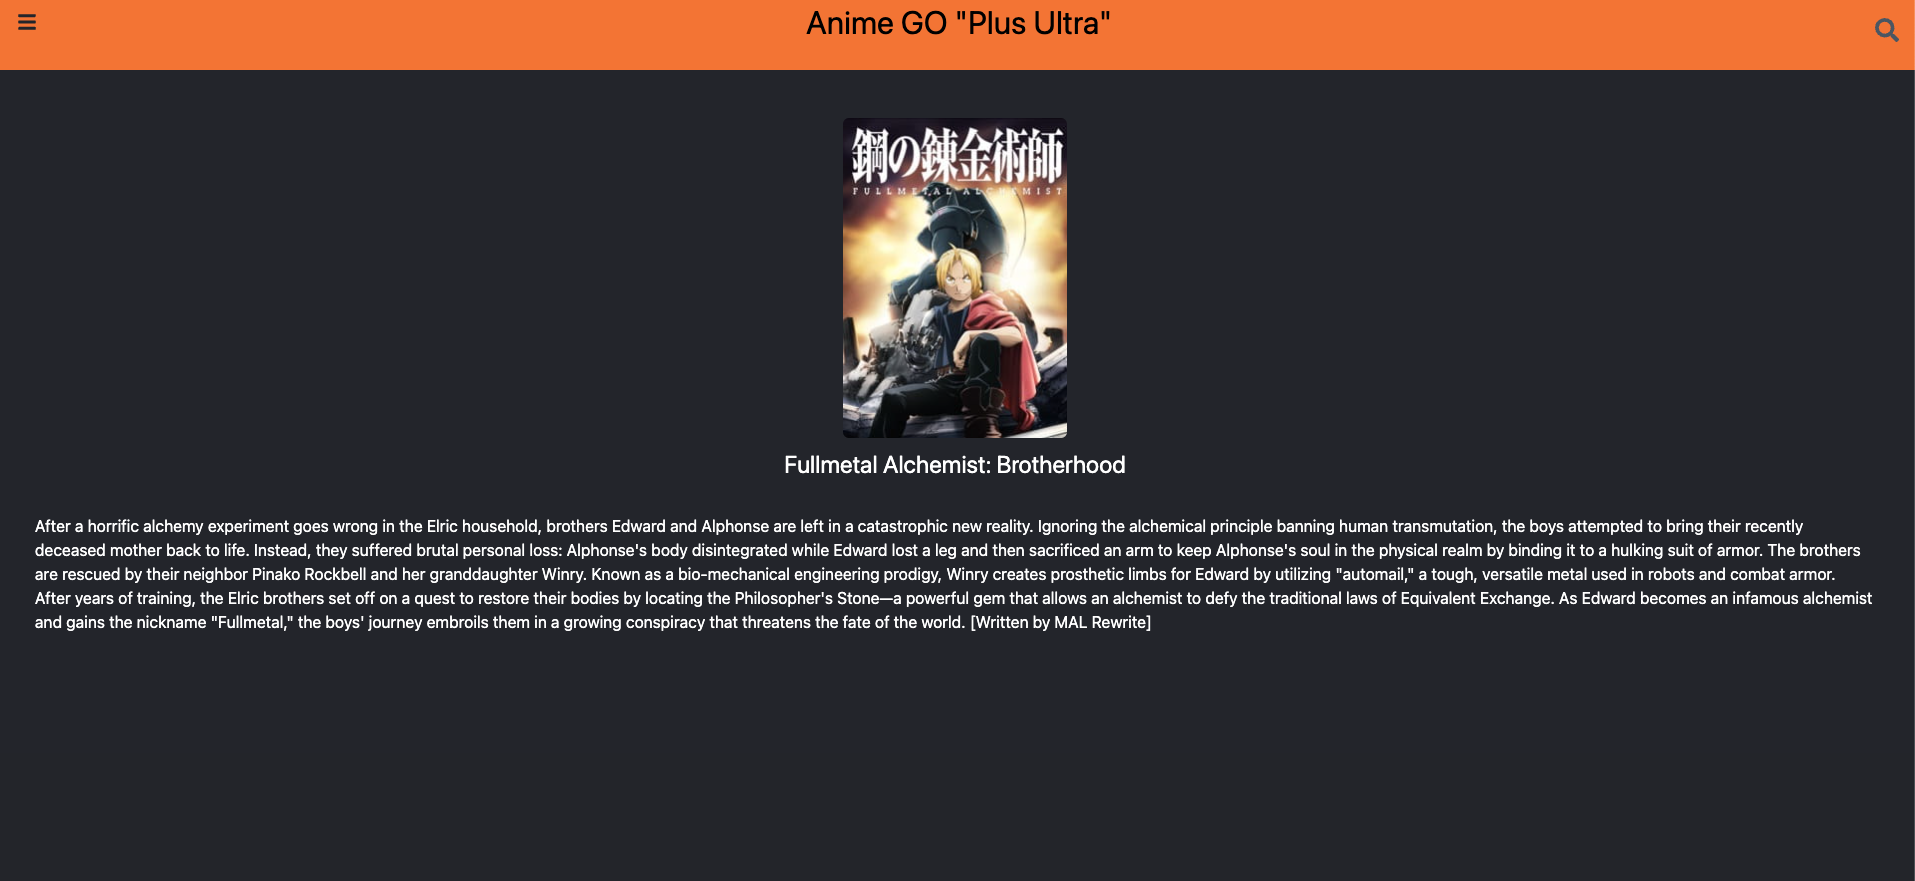 Anime GO "Plus Ultra"
鋼の錬金術師
FULLMETAL ALCHEMIST
Fullmetal Alchemist: Brotherhood
After a horrific alchemy experiment goes wrong in the Elric household, brothers Edward and Alphonse are left in a catastrophic new reality. Ignoring the alchemical principle banning human transmutation, the boys attempted to bring their recently
deceased mother back to life. Instead, they suffered brutal personal loss: Alphonse's body disintegrated while Edward lost a leg and then sacrificed an arm to keep Alphonse's soul in the physical realm by binding it to a hulking suit of armor. The brothers
are rescued by their neighbor Pinako Rockbell and her granddaughter Winry. Known as a bio-mechanical engineering prodigy, Winry creates prosthetic limbs for Edward by utilizing "automail," a tough, versatile metal used in robots and combat armor.
After years of training, the Elric brothers set off on a quest to restore their bodies by locating the Philosopher's Stone—a powerful gem that allows an alchemist to defy the traditional laws of Equivalent Exchange. As Edward becomes an infamous alchemist
and gains the nickname "Fullmetal," the boys' journey embroils them in a growing conspiracy that threatens the fate of the world. [Written by MAL Rewrite]